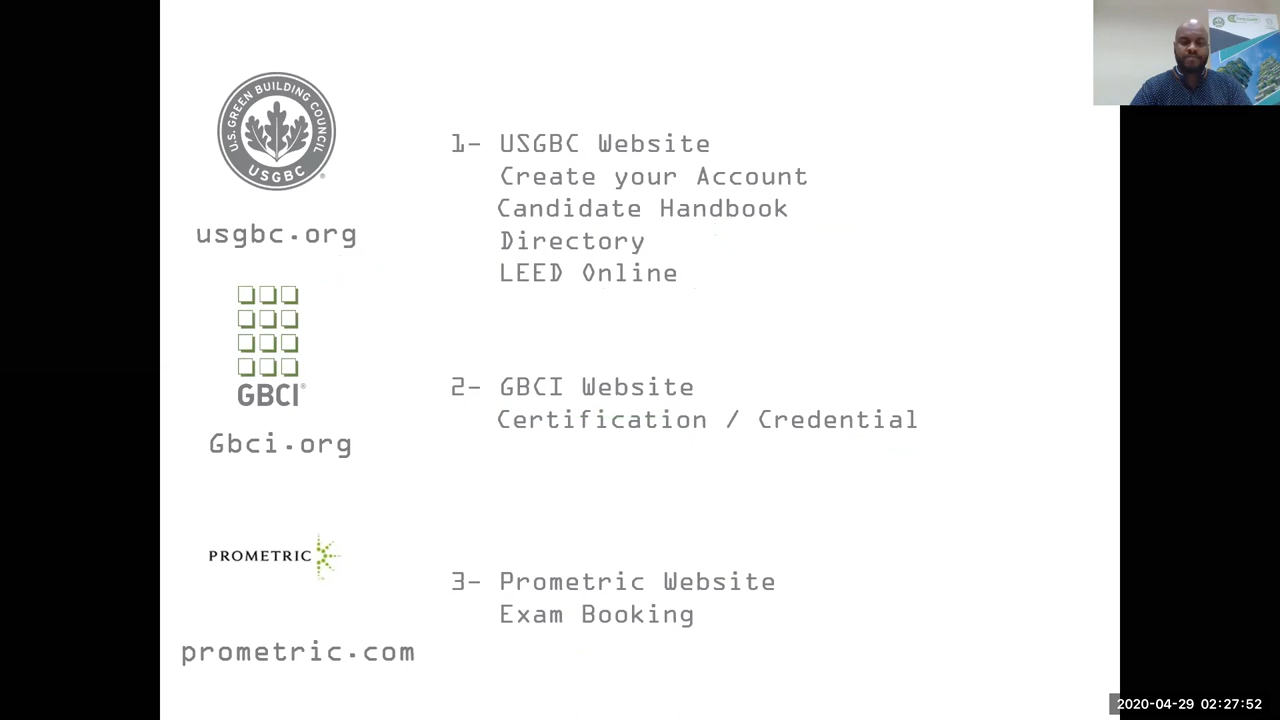 U.S. GREEN BUILDING COUNCIL
USGBC
®
usgbc.org
1- USGBC Website
Create your Account
Candidate Handbook
Directory
LEED Online
GBCI®
Gbci.org
2- GBCI Website
Certification / Credential
PROMETRIC
prometric.com
3- Prometric Website
Exam Booking
2020-04-29 02:27:52